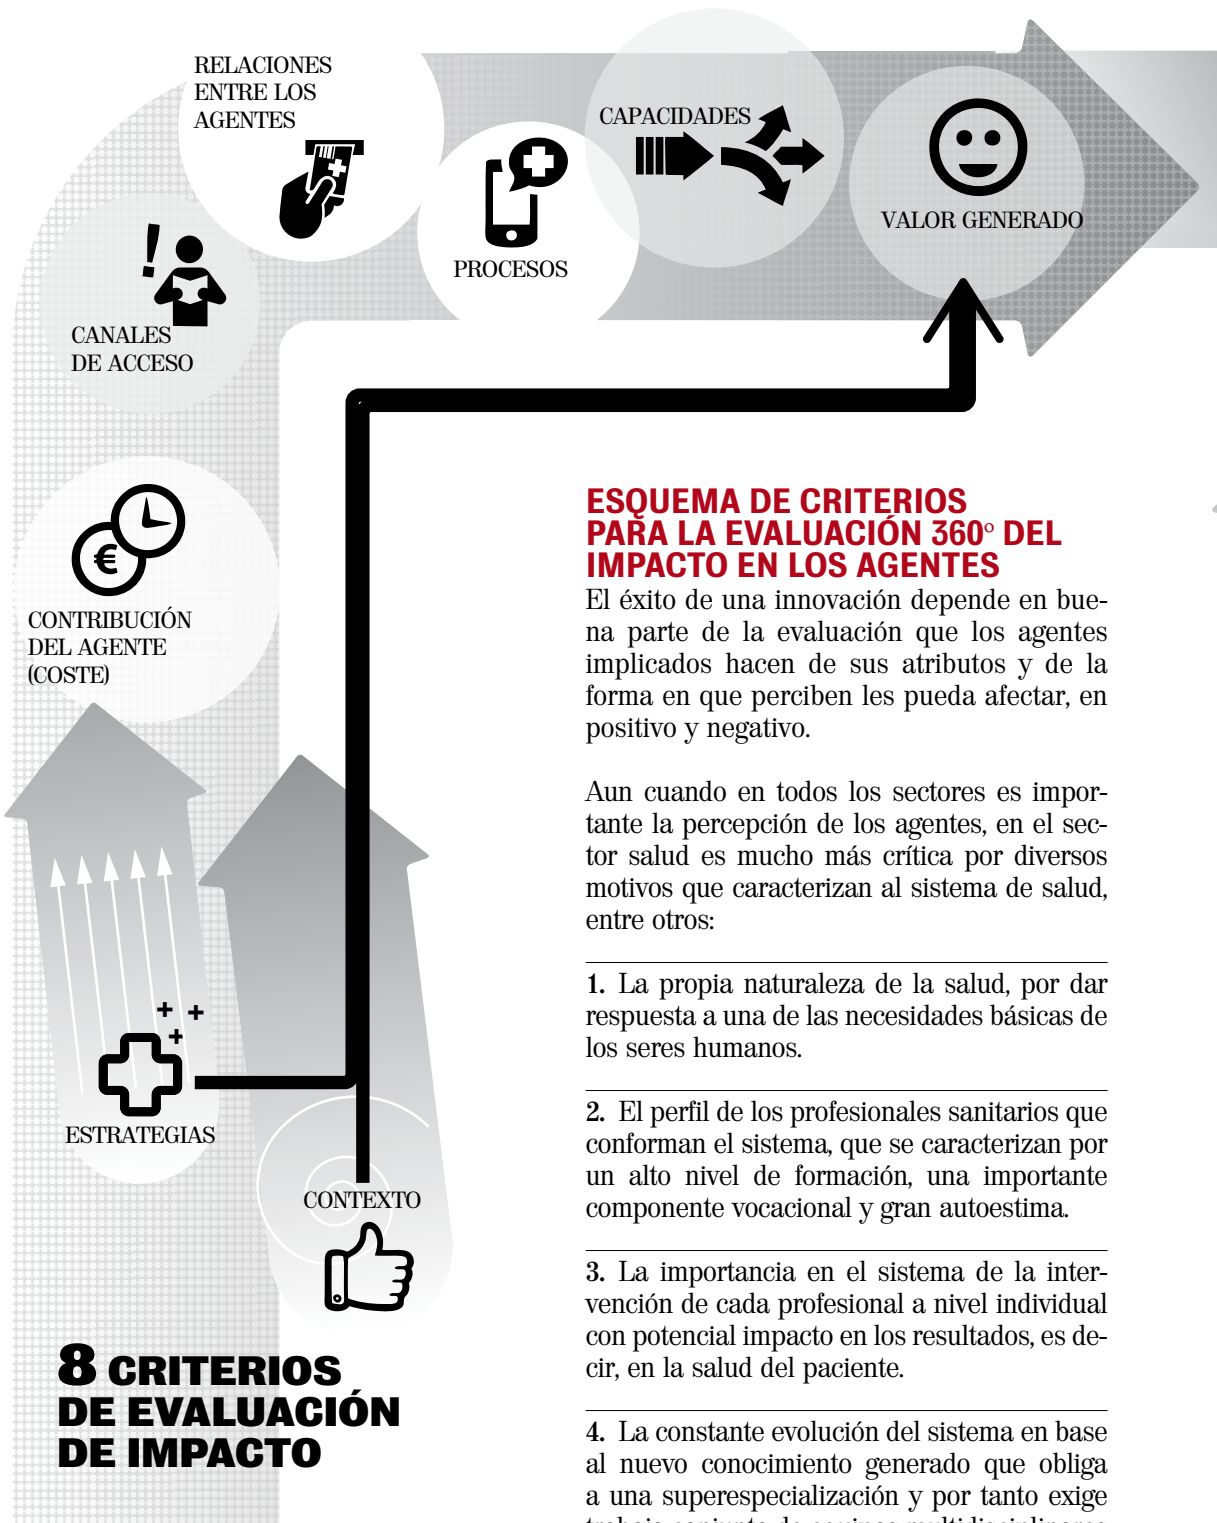 RELACIONES
ENTRE LOS
AGENTES
CAPACIDADES
VALOR GENERADO
PROCESOS
CANALES
DE ACCESO
€
CONTRIBUCIÓN
DEL AGENTE
(COSTE)
ESTRATEGIAS
CONTEXTO
8 CRITERIOS
DE EVALUACIÓN
DE IMPACTO
ESQUEMA DE CRITERIOS
PARA LA EVALUACIÓN 360º DEL
IMPACTO EN LOS AGENTES
El éxito de una innovación depende en bue-
na parte de la evaluación que los agentes
implicados hacen de sus atributos y de la
forma en que perciben les pueda afectar, en
positivo y negativo.
Aun cuando en todos los sectores es impor-
tante la percepción de los agentes, en el sec-
tor salud es mucho más crítica por diversos
motivos que caracterizan al sistema de salud,
entre otros:
1. La propia naturaleza de la salud, por dar
respuesta a una de las necesidades básicas de
los seres humanos.
2. El perfil de los profesionales sanitarios que
conforman el sistema, que se caracterizan por
un alto nivel de formación, una importante
componente vocacional y gran autoestima.
3. La importancia en el sistema de la inter-
vención de cada profesional a nivel individual
con potencial impacto en los resultados, es de-
cir, en la salud del paciente.
4. La constante evolución del sistema en base
al nuevo conocimiento generado que obliga
a una superespecialización y por tanto exige
trabajo conjunto de equipos multidisciplinares